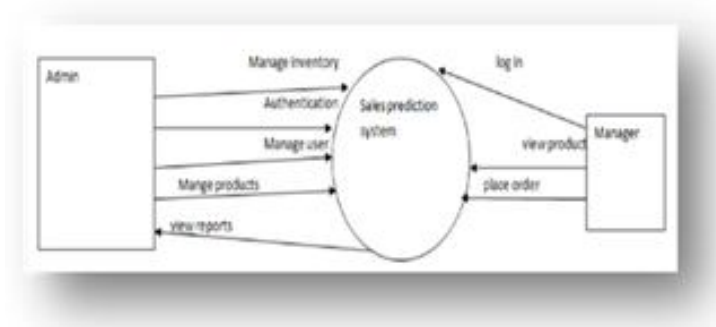 Admin
Manage inventory
Authentication
Manage user
Mange products
view reports
Sales prediction
system
log in
view product
place order
Manager